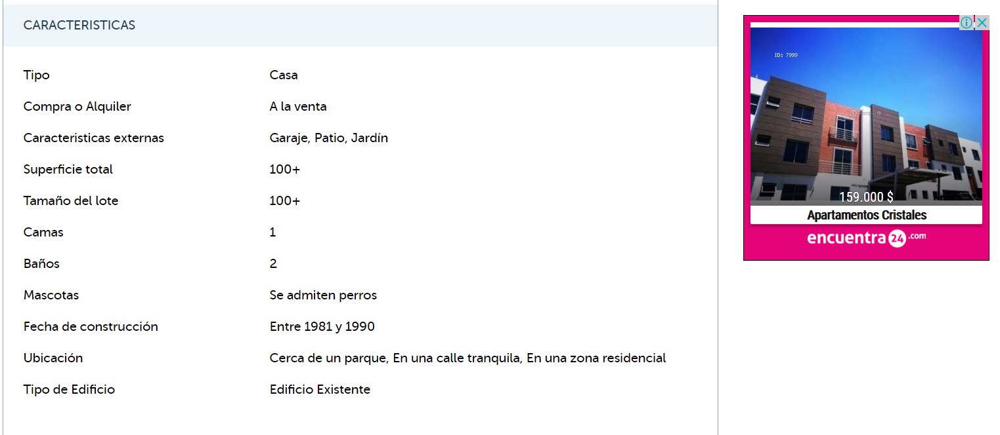 CARACTERISTICAS
Tipo Casa
Compra o Alquiler A la venta
Caracteristicas externas Garaje, Patio, Jardín
Superficie total 100+
Tamaño del lote 100+
Camas 1
Baños 2
Mascotas Se admiten perros
Fecha de construcción Entre 1981 y 1990
Ubicación Cerca de un parque, En una calle tranquila, En una zona residencial
Tipo de Edificio Edificio Existente
ID: 7999
159.000 $
Apartamentos Cristales
encuentra24.com